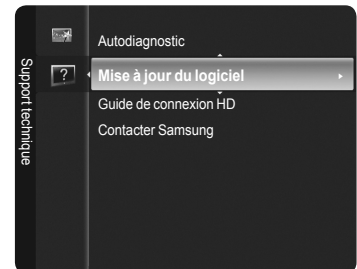 Support technique
Autodiagnostic
Mise à jour du logiciel
Guide de connexion HD
Contacter Samsung